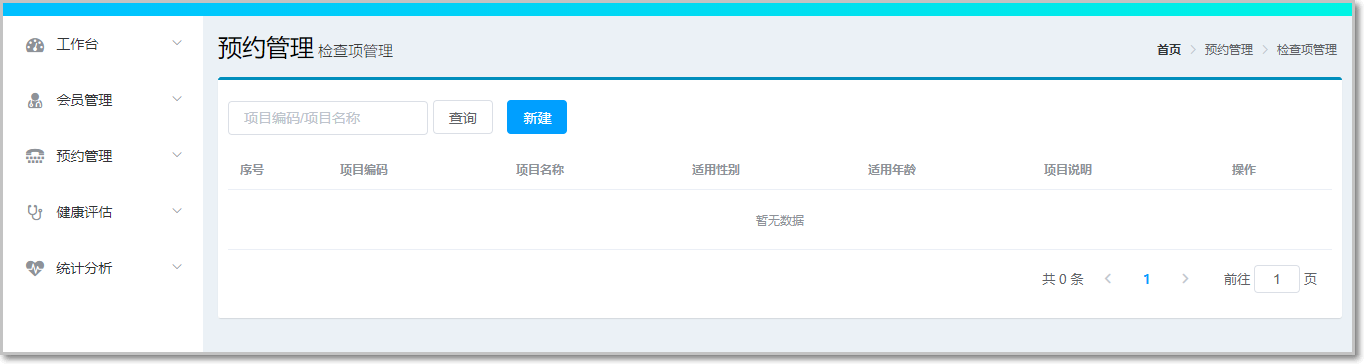 工作台
会员管理
预约管理
健康评估
统计分析
预约管理 检查项管理
首页 > 预约管理 > 检查项管理
项目编码/项目名称 查询 新建
序号 项目编码 项目名称 适用性别 适用年龄 项目说明 操作
暂无数据
共 0 条 < 1 > 前往 1 页